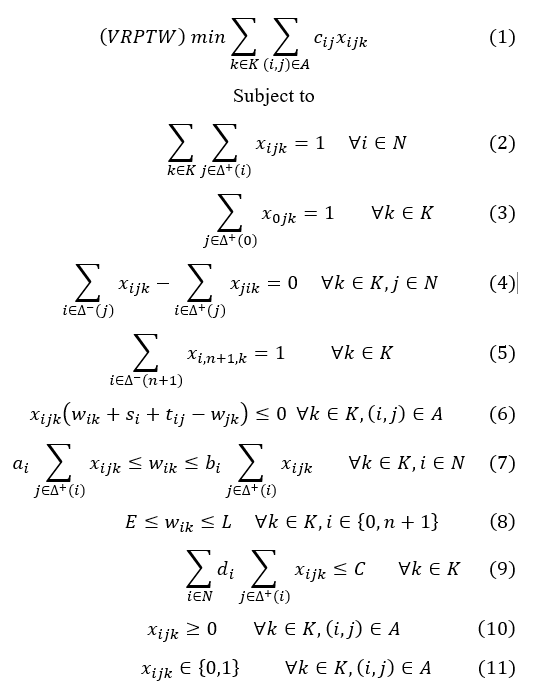 (VRPTW) min ∑_{k∈K} ∑_{(i,j)∈A} c_{ij}x_{ijk} (1)
Subject to
∑_{k∈K} ∑_{j∈Δ⁺(i)} x_{ijk} = 1 ∀i ∈ N (2)
∑_{j∈Δ⁺(0)} x_{0jk} = 1 ∀k ∈ K (3)
∑_{i∈Δ⁻(j)} x_{ijk} − ∑_{i∈Δ⁺(j)} x_{jik} = 0 ∀k ∈ K, j ∈ N (4)
∑_{i∈Δ⁻(n+1)} x_{i,n+1,k} = 1 ∀k ∈ K (5)
x_{ijk}(w_{ik} + s_i + t_{ij} − w_{jk}) ≤ 0 ∀k ∈ K, (i,j) ∈ A (6)
a_i ∑_{j∈Δ⁺(i)} x_{ijk} ≤ w_{ik} ≤ b_i ∑_{j∈Δ⁺(i)} x_{ijk} ∀k ∈ K, i ∈ N (7)
E ≤ w_{ik} ≤ L ∀k ∈ K, i ∈ {0, n + 1} (8)
∑_{i∈N} d_i ∑_{j∈Δ⁺(i)} x_{ijk} ≤ C ∀k ∈ K (9)
x_{ijk} ≥ 0 ∀k ∈ K, (i,j) ∈ A (10)
x_{ijk} ∈ {0,1} ∀k ∈ K, (i,j) ∈ A (11)